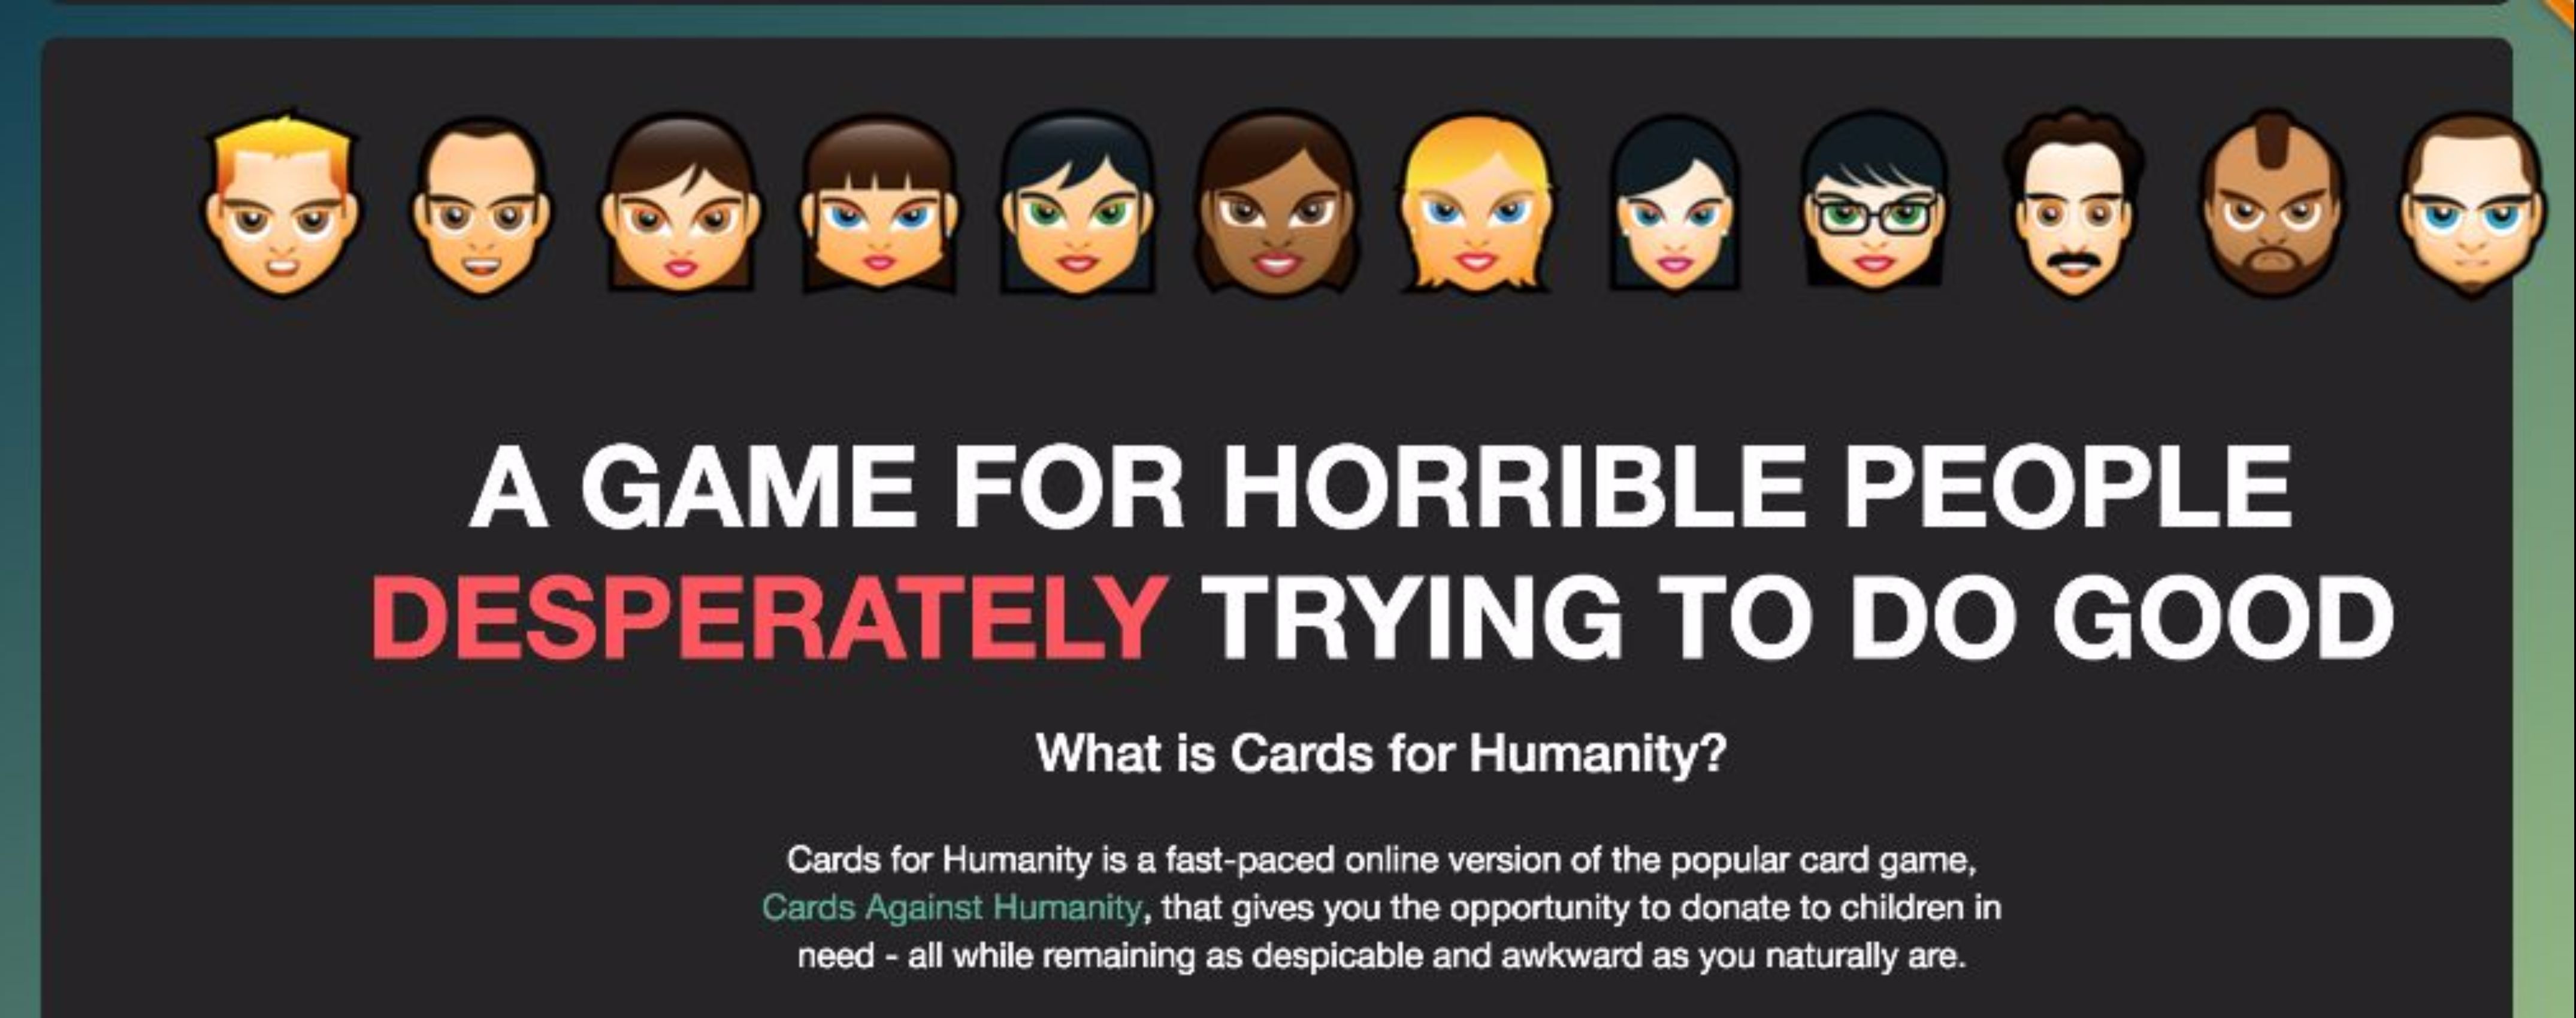 A GAME FOR HORRIBLE PEOPLE
DESPERATELY TRYING TO DO GOOD
What is Cards for Humanity?
Cards for Humanity is a fast-paced online version of the popular card game,
Cards Against Humanity, that gives you the opportunity to donate to children in
need - all while remaining as despicable and awkward as you naturally are.